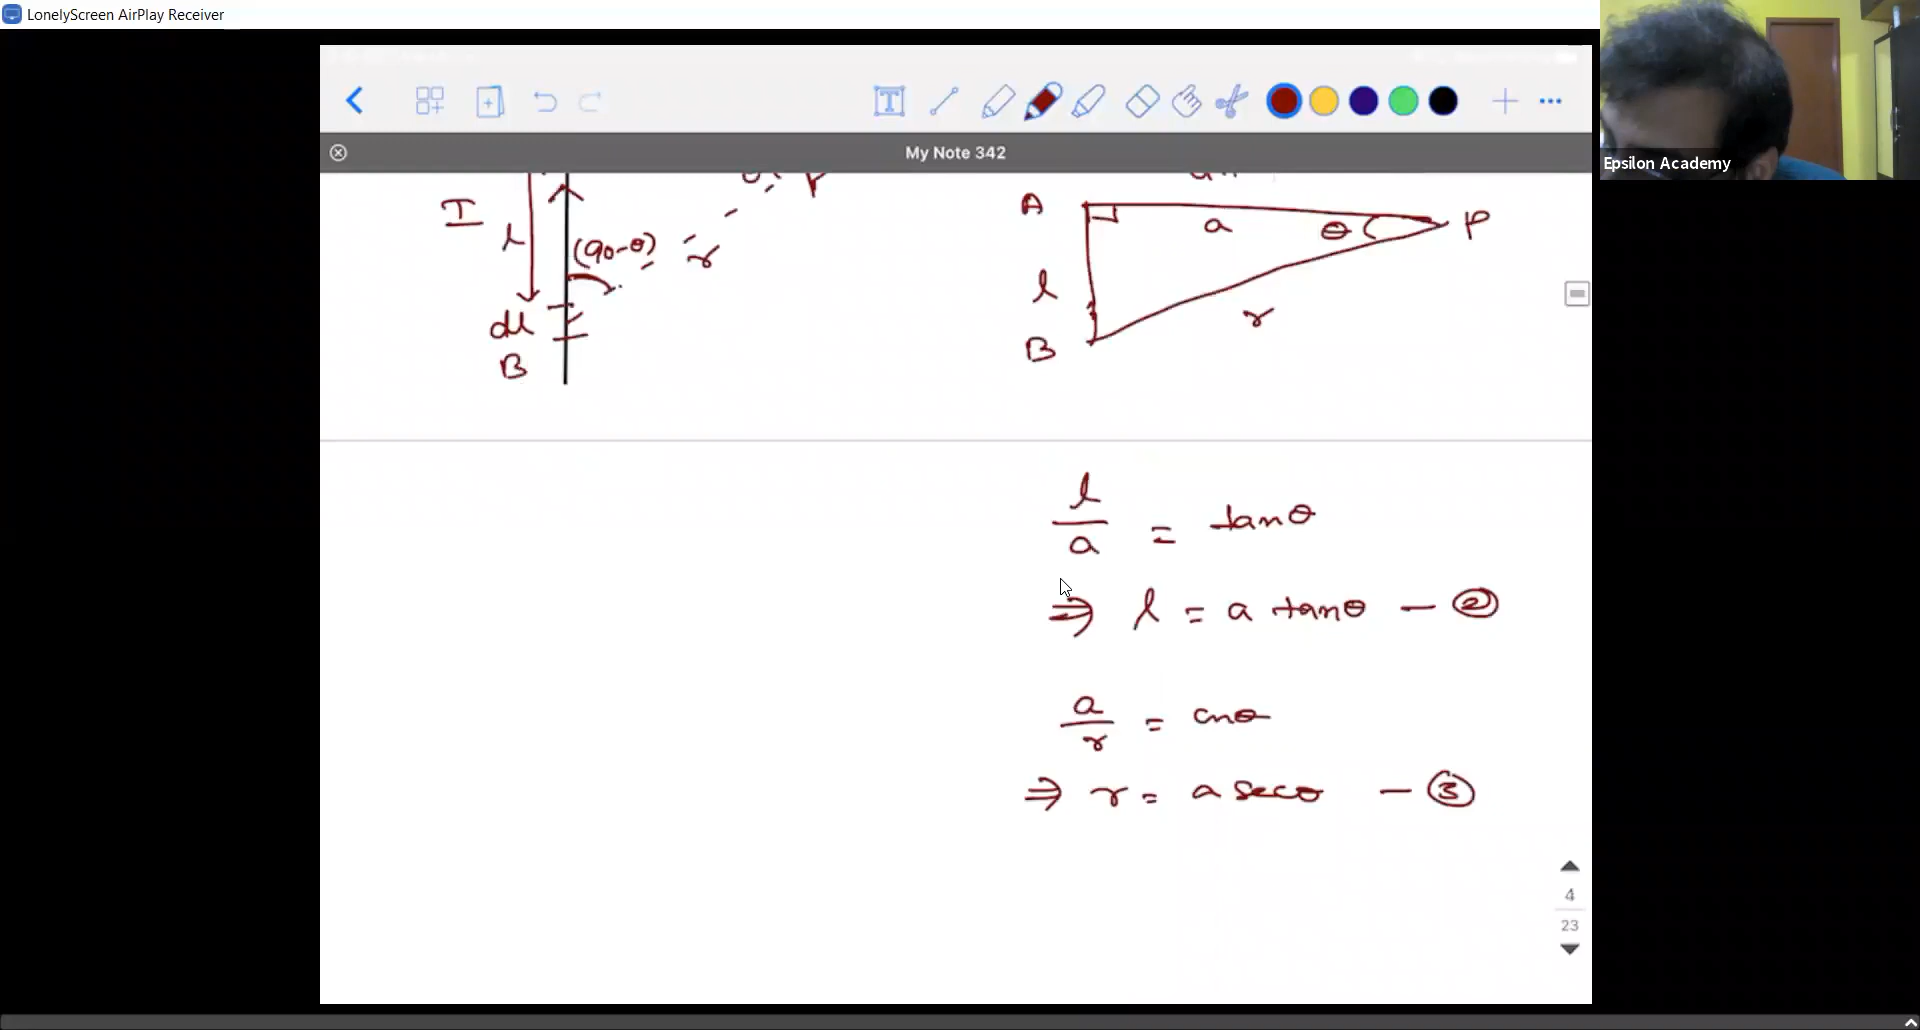 LonelyScreen AirPlay Receiver
Epsilon Academy
My Note 342
I
l
(90-θ)
r
dl
B
A
a
θ
P
l
r
B
l/a = tanθ
⇒ l = a tanθ — ②
a/r = cosθ
⇒ r = a secθ — ③
4
23